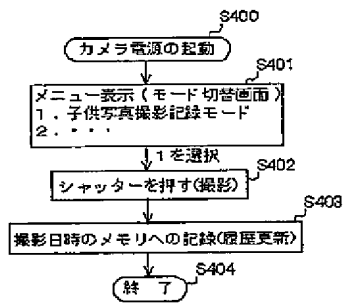 S400
カメラ電源の起動
S401
メニュー表示(モード切替画面)
1.子供写真撮影記録モード
2.・・・
1を選択
S402
シャッターを押す(撮影)
S403
撮影日時のメモリへの記録(履歴更新)
S404
終 了